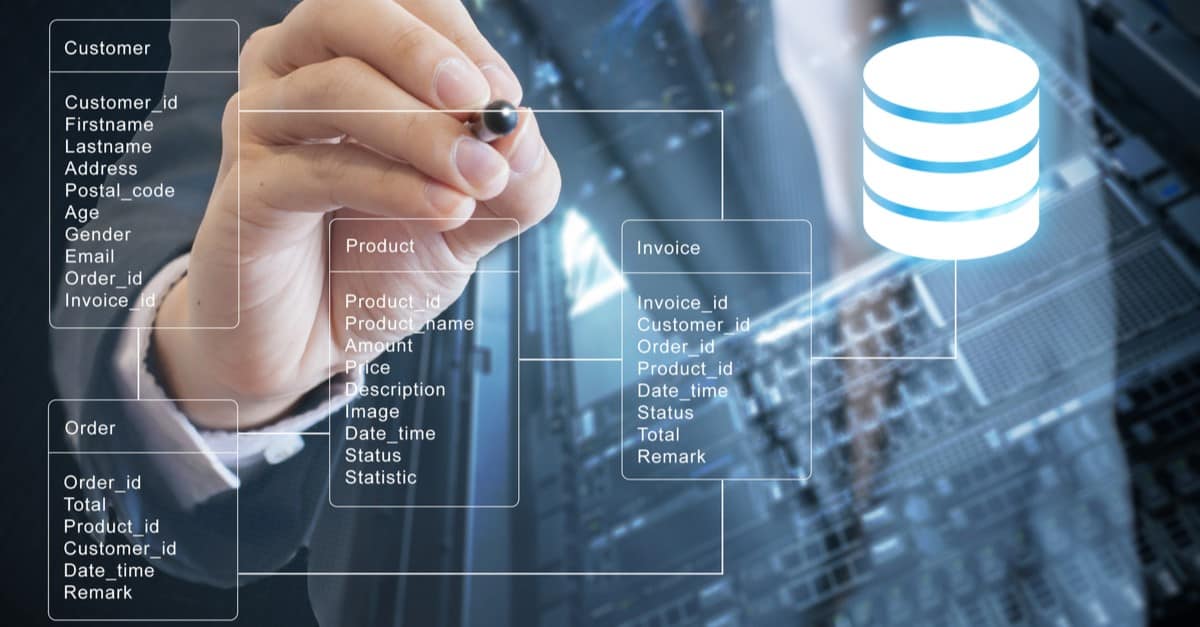 Customer
Customer_id
Firstname
Lastname
Address
Postal_code
Age
Gender
Email
Order_id
Invoice_id
Order
Order_id
Total
Product_id
Customer_id
Date_time
Remark
Product
Product_id
Product_name
Amount
Price
Description
Image
Date_time
Status
Statistic
Invoice
Invoice_id
Customer_id
Order_id
Product_id
Date_time
Status
Total
Remark